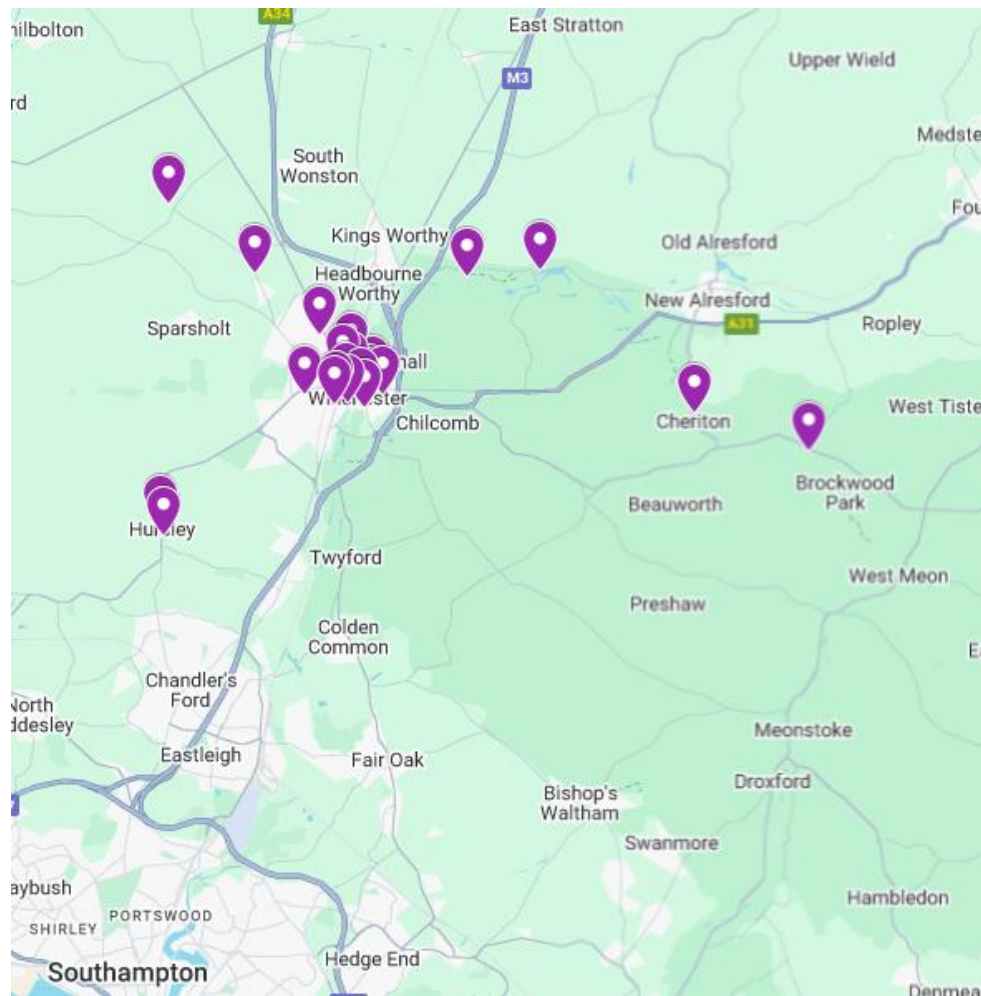 A34
East Stratton
hilbolton
Upper Wield
M3
rd
Medste
South
Wonston
Fou
Kings Worthy
Old Alresford
Headbourne
Worthy
New Alresford
A31
Ropley
Sparsholt
nall
West Tiste
Cheriton
Chilcomb
Brockwood
Park
Beauworth
Twyford
West Meon
Preshaw
Colden
Common
E
Chandler's
Ford
North
ddesley
Meonstoke
Eastleigh
Fair Oak
Droxford
Bishop's
Waltham
Swanmore
aybush
Hambledon
PORTSWOOD
SHIRLEY
Hedge End
Southampton
Denmea